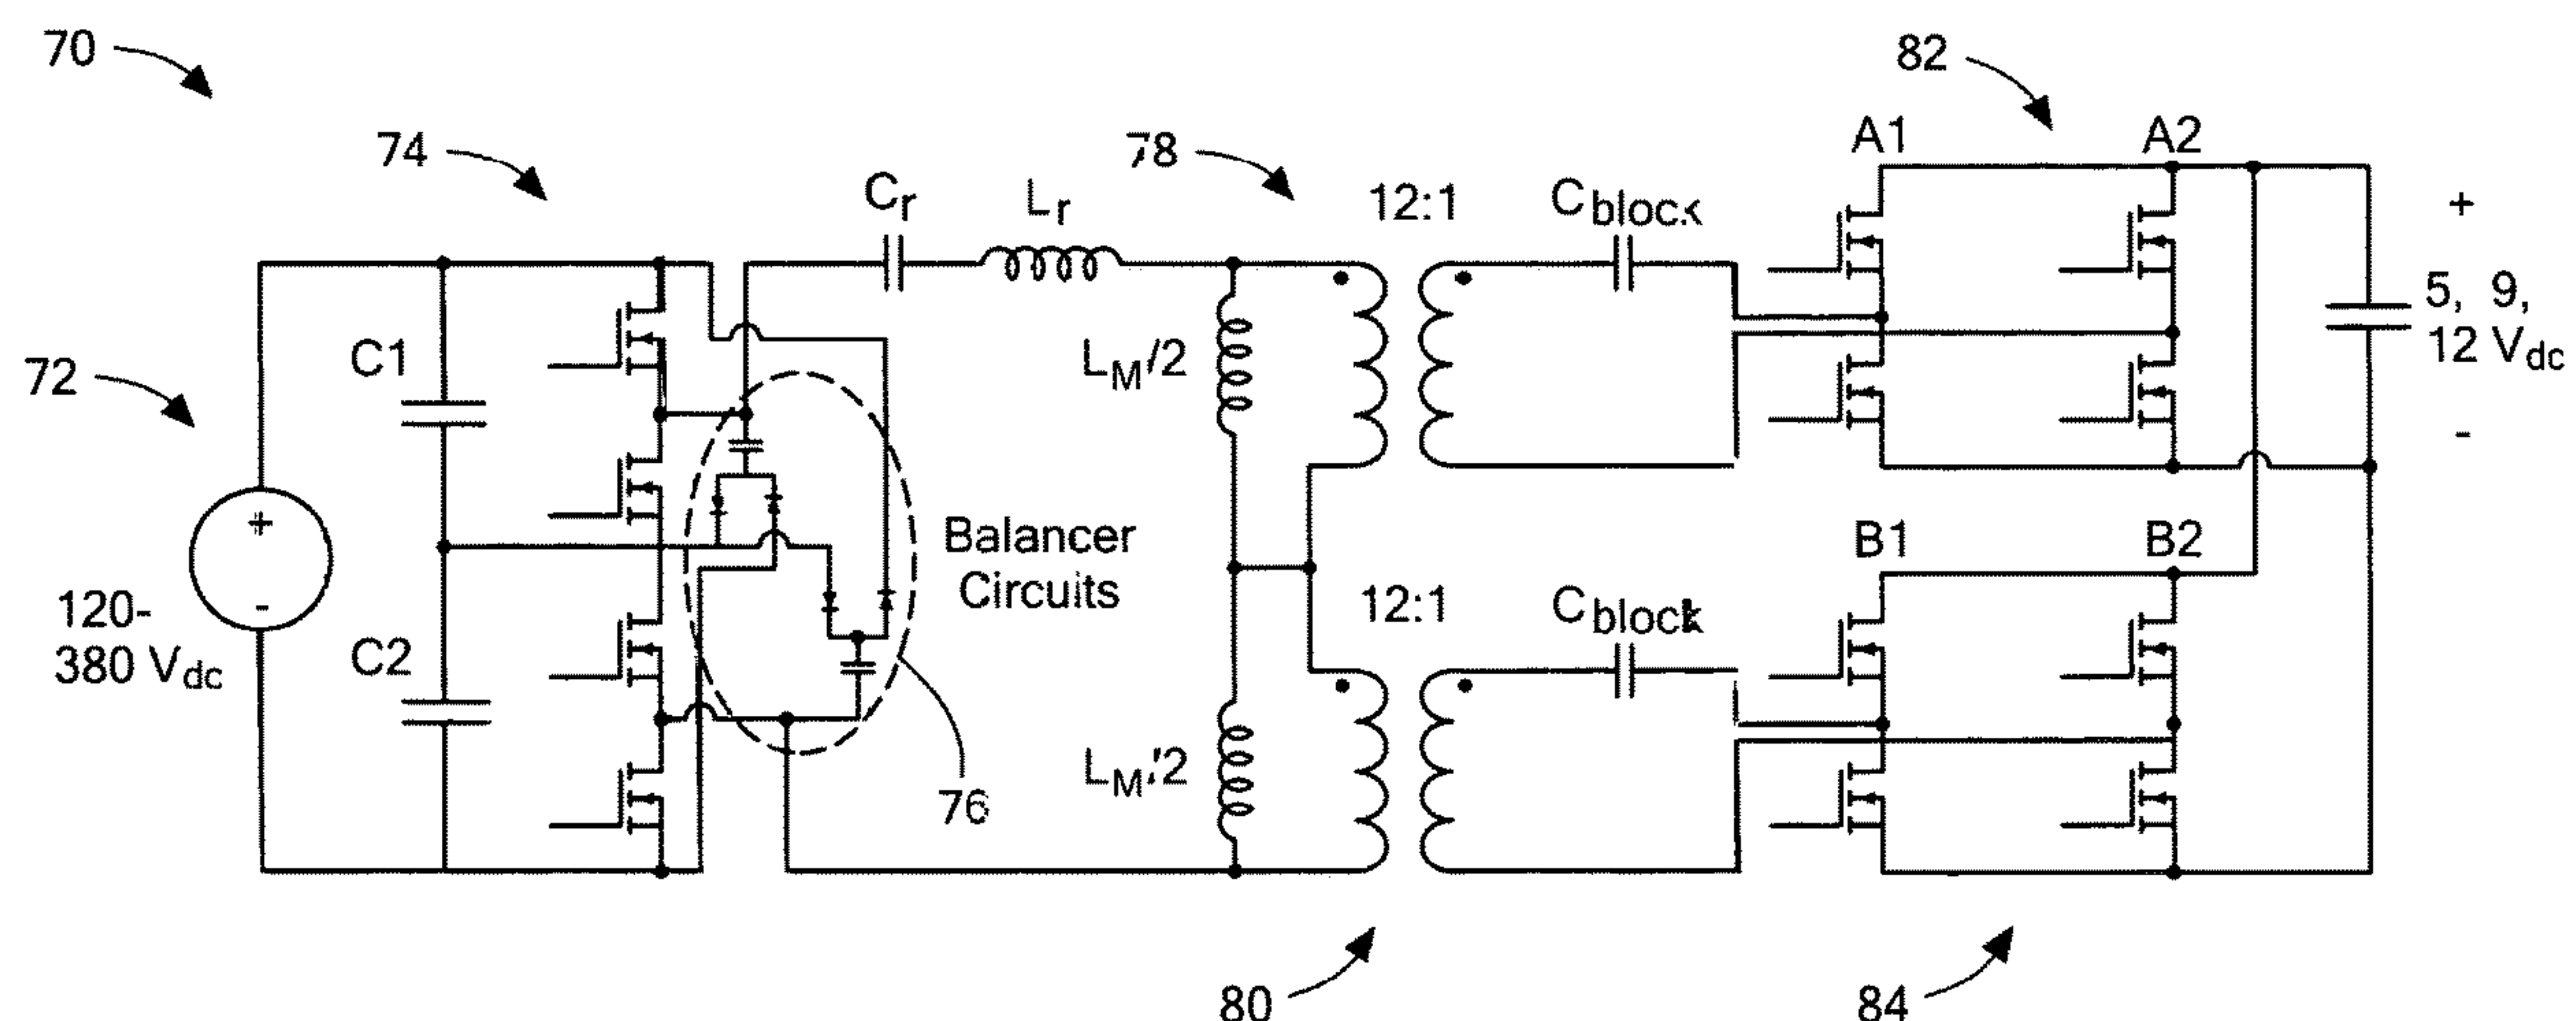 70
82
74
78
A1
A2
Cr
Lr
12:1
Cblock
+
72
C1
LM/2
5, 9,
12 Vdc
-
+
-
Balancer
Circuits
B1
B2
120-
380 Vdc
C2
12:1
Cblock
LM/2
76
80
84